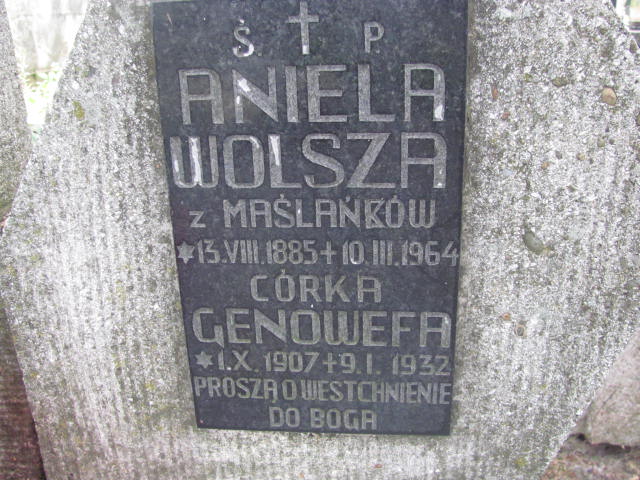 Ś † P
ANIELA
WOLSZA
z MAŚLAŃKÓW
*13.VIII.1885+10.III.1964
CÓRKA
GENOWEFA
*1.X.1907+9.I.1932
PROSZĄ O WESTCHNIENIE
DO BOGA